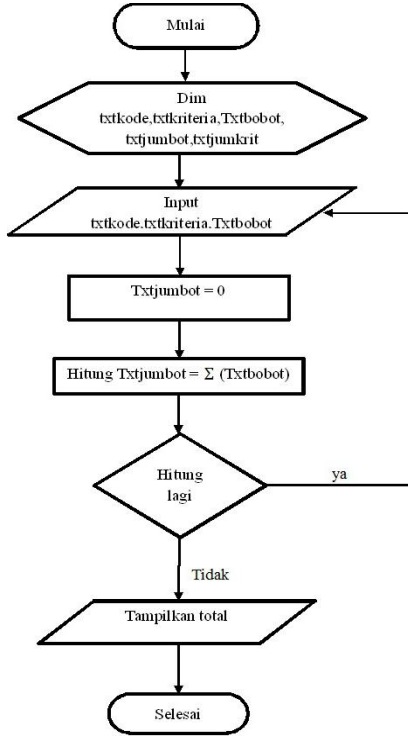 Mulai
Dim
txtkode,txtkriteria,Txtbobot,
txtjumbot,txtjumkrit
Input
txtkode.txtkriteria.Txtbobot
Txtjumbot = 0
Hitung Txtjumbot = Σ (Txtbobot)
Hitung
lagi
ya
Tidak
Tampilkan total
Selesai